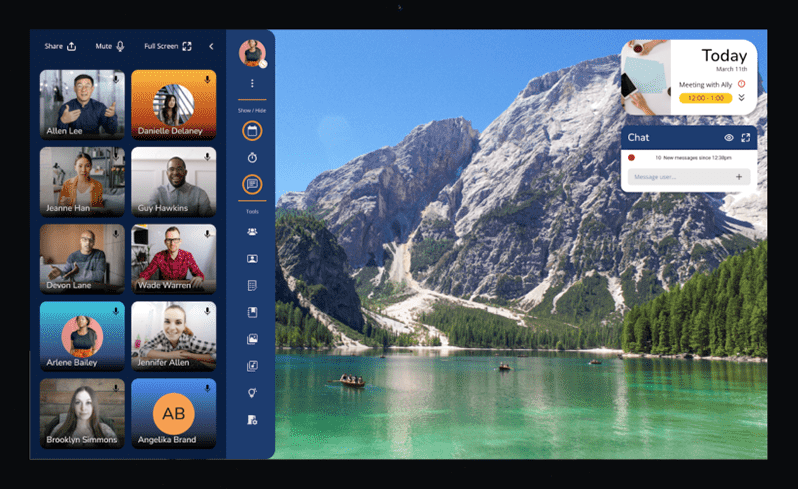 Share
Mute
Full Screen
Allen Lee
Danielle Delaney
Jeanne Han
Guy Hawkins
Devon Lane
Wade Warren
Arlene Bailey
Jennifer Allen
Brooklyn Simmons
AB
Angelika Brand
Show / Hide
Tools
Today
March 11th
Meeting with Ally
12:00 - 1:00
Chat
10 New messages since 12:38pm
Message user...